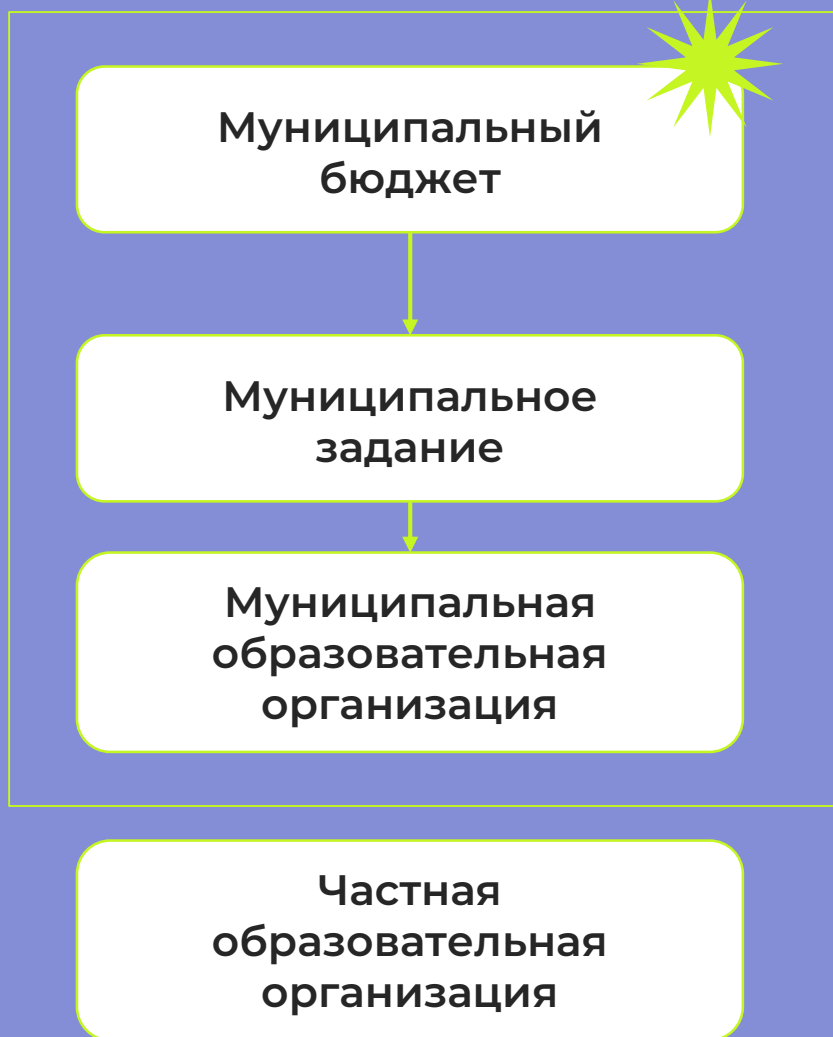 Муниципальный
бюджет
Муниципальное
задание
Муниципальная
образовательная
организация
Частная
образовательная
организация